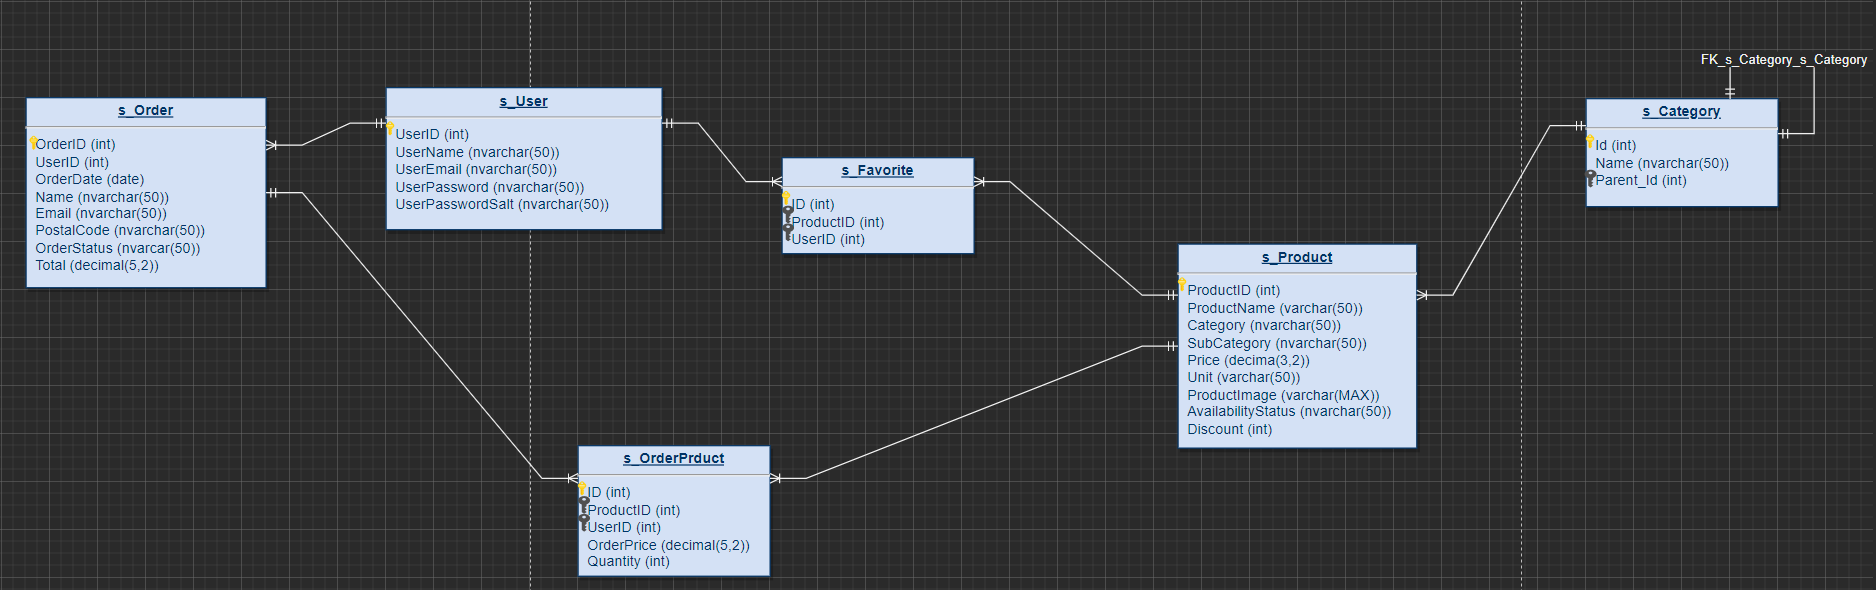 FK_s_Category_s_Category
s_Order
OrderID (int)
UserID (int)
OrderDate (date)
Name (nvarchar(50))
Email (nvarchar(50))
PostalCode (nvarchar(50))
OrderStatus (nvarcar(50))
Total (decimal(5,2))
s_User
UserID (int)
UserName (nvarchar(50))
UserEmail (nvarchar(50))
UserPassword (nvarchar(50))
UserPasswordSalt (nvarchar(50))
s_Favorite
ID (int)
ProductID (int)
UserID (int)
s_Category
Id (int)
Name (nvarchar(50))
Parent_Id (int)
s_Product
ProductID (int)
ProductName (varchar(50))
Category (nvarchar(50))
SubCategory (nvarchar(50))
Price (decima(3,2))
Unit (varchar(50))
ProductImage (varchar(MAX))
AvailabilityStatus (nvarchar(50))
Discount (int)
s_OrderPrduct
ID (int)
ProductID (int)
UserID (int)
OrderPrice (decimal(5,2))
Quantity (int)